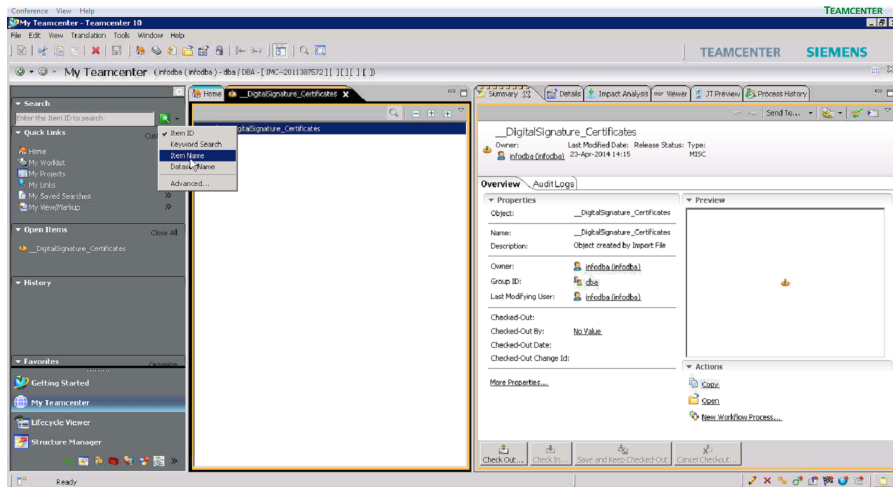 Conference View Help
TEAMCENTER
My Teamcenter - Teamcenter 10
File Edit View Translation Tools Window Help
TEAMCENTER SIEMENS
My Teamcenter ( infodba ( infodba ) - dba / DBA - [ IMC--2011387572 ] [ ] [ ] [ ] [ ] )
Search
Enter the Item ID to search
Quick Links
Home
My Worklist
My Projects
My Links
My Saved Searches
My View/Markup
Open Items Close All
__DigitalSignature_Certificates
History
Favorites Organize
Getting Started
My Teamcenter
Lifecycle Viewer
Structure Manager
Ready
Item ID
Keyword Search
Item Name
Dataset Name
Advanced...
Home __DigitalSignature_Certificates
gitalSignature_Certificates
Summary Details Impact Analysis Viewer JT Preview Process History
Send To...
__DigitalSignature_Certificates
Owner: Last Modified Date: Release Status: Type:
infodba (infodba) 23-Apr-2014 14:15 MISC
Overview Audit Logs
Properties
Object: __DigitalSignature_Certificates
Name: __DigitalSignature_Certificates
Description: Object created by Import File
Owner: infodba (infodba)
Group ID: dba
Last Modifying User: infodba (infodba)
Checked-Out:
Checked-Out By: No Value
Checked-Out Date:
Checked-Out Change Id:
More Properties...
Preview
Actions
Copy
Open
New Workflow Process...
Check Out... Check In... Save and Keep Checked-Out Cancel Checkout...